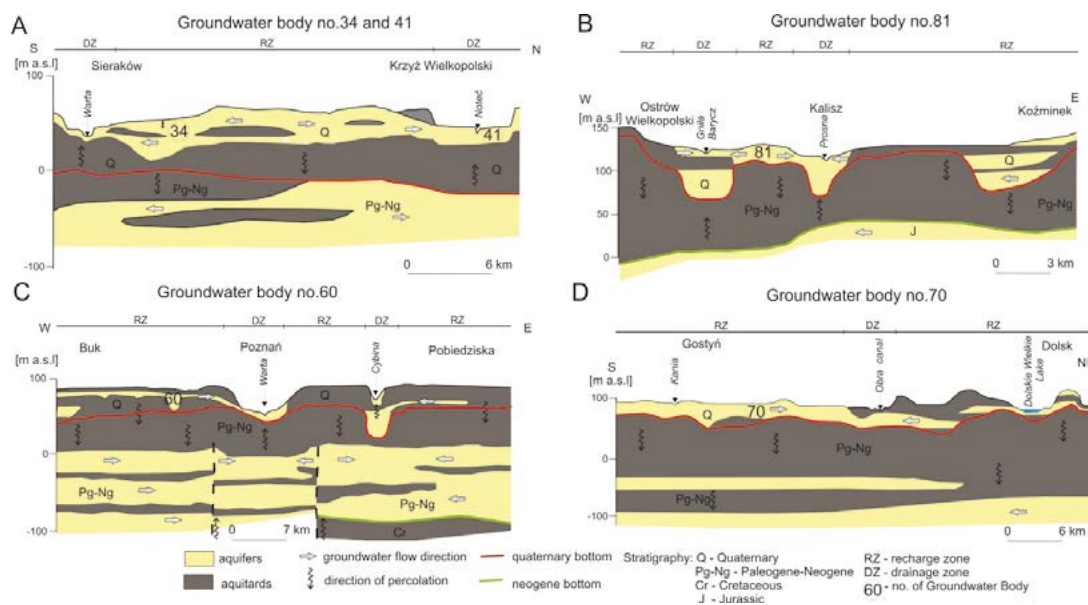 A
Groundwater body no.34 and 41
S
DZ
RZ
DZ
N
[m a.s.l]
Sieraków
Krzyż Wielkopolski
100
0
-100
Warta
Noteć
34
Q
41
Q
Q
Pg-Ng
Pg-Ng
0 6 km
B
Groundwater body no.81
RZ
DZ
RZ
DZ
RZ
W
E
[m a.s.l]
Ostrów Wielkopolski
Kalisz
Koźminek
150
100
50
0
Gniła Barycz
Prosna
81
Q
Q
Pg-Ng
Pg-Ng
J
0 3 km
C
Groundwater body no.60
W
RZ
DZ
RZ
DZ
RZ
E
[m a.s.l]
Buk
Poznań
Pobiedziska
100
0
-100
Warta
Cybina
60
Q
Q
Pg-Ng
Pg-Ng
Pg-Ng
Cr
0 7 km
D
Groundwater body no.70
RZ
DZ
RZ
S
[m a.s.l]
Gostyń
Dolsk
N
100
0
-100
Kania
Obra canal
Dolskie Wielkie Lake
Q
70
Pg-Ng
Pg-Ng
0 6 km
aquifers
aquitards
groundwater flow direction
direction of percolation
quaternary bottom
neogene bottom
Stratigraphy: Q - Quaternary
Pg-Ng - Paleogene-Neogene
Cr - Cretaceous
J - Jurassic
RZ - recharge zone
DZ - drainage zone
60 - no. of Groundwater Body